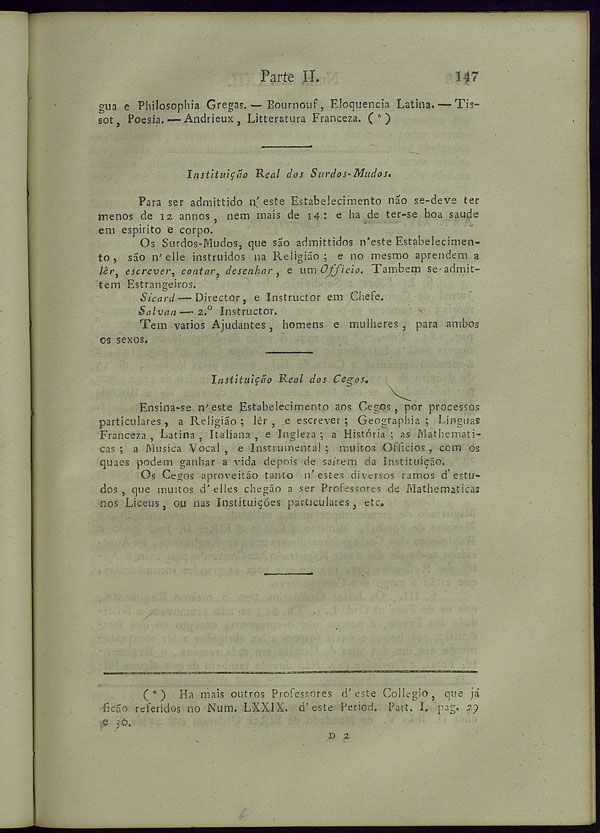 Parte II. 147
gua e Philosophia Gregas. — Bournouf, Eloquencia Latina. — Tis-
sot, Poesia. — Andrieux, Litteratura Franceza. (*)
Instituição Real dos Surdos-Mudos.
Para ser admittido n'este Estabelecimento não se-deve ter
menos de 12 annos, nem mais de 14: e ha de ter-se boa saude
em espirito e corpo.
Os Surdos-Mudos, que são admittidos n'este Estabelecimen-
to, são n'elle instruidos na Religião; e no mesmo aprendem a
lêr, escrever, contar, desenhar, e um Officio. Tambem se-admit-
tem Estrangeiros.
Sicard — Director, e Instructor em Chefe.
Salvan — 2.º Instructor.
Tem varios Ajudantes, homens e mulheres, para ambos
os sexos.
Instituição Real dos Cegos.
Ensina-se n'este Estabelecimento aos Cegos, por processos
particulares, a Religião; lêr, e escrever; Geographia; Linguas
Franceza, Latina, Italiana, e Ingleza; a História; as Mathemati-
cas; a Musica Vocal, e Instrumental; muitos Officios, com os
quaes podem ganhar a vida depois de saírem da Instituição.
Os Cegos aproveitão tanto n'estes diversos ramos d'estu-
dos, que muitos d'elles chegão a ser Professores de Mathematicas
nos Liceus, ou nas Instituições particulares, etc.
(*) Ha mais outros Professores d'este Collegio, que já
ficão referidos no Num. LXXIX. d'este Period. Part. I. pag. 29
e 30.
D 2